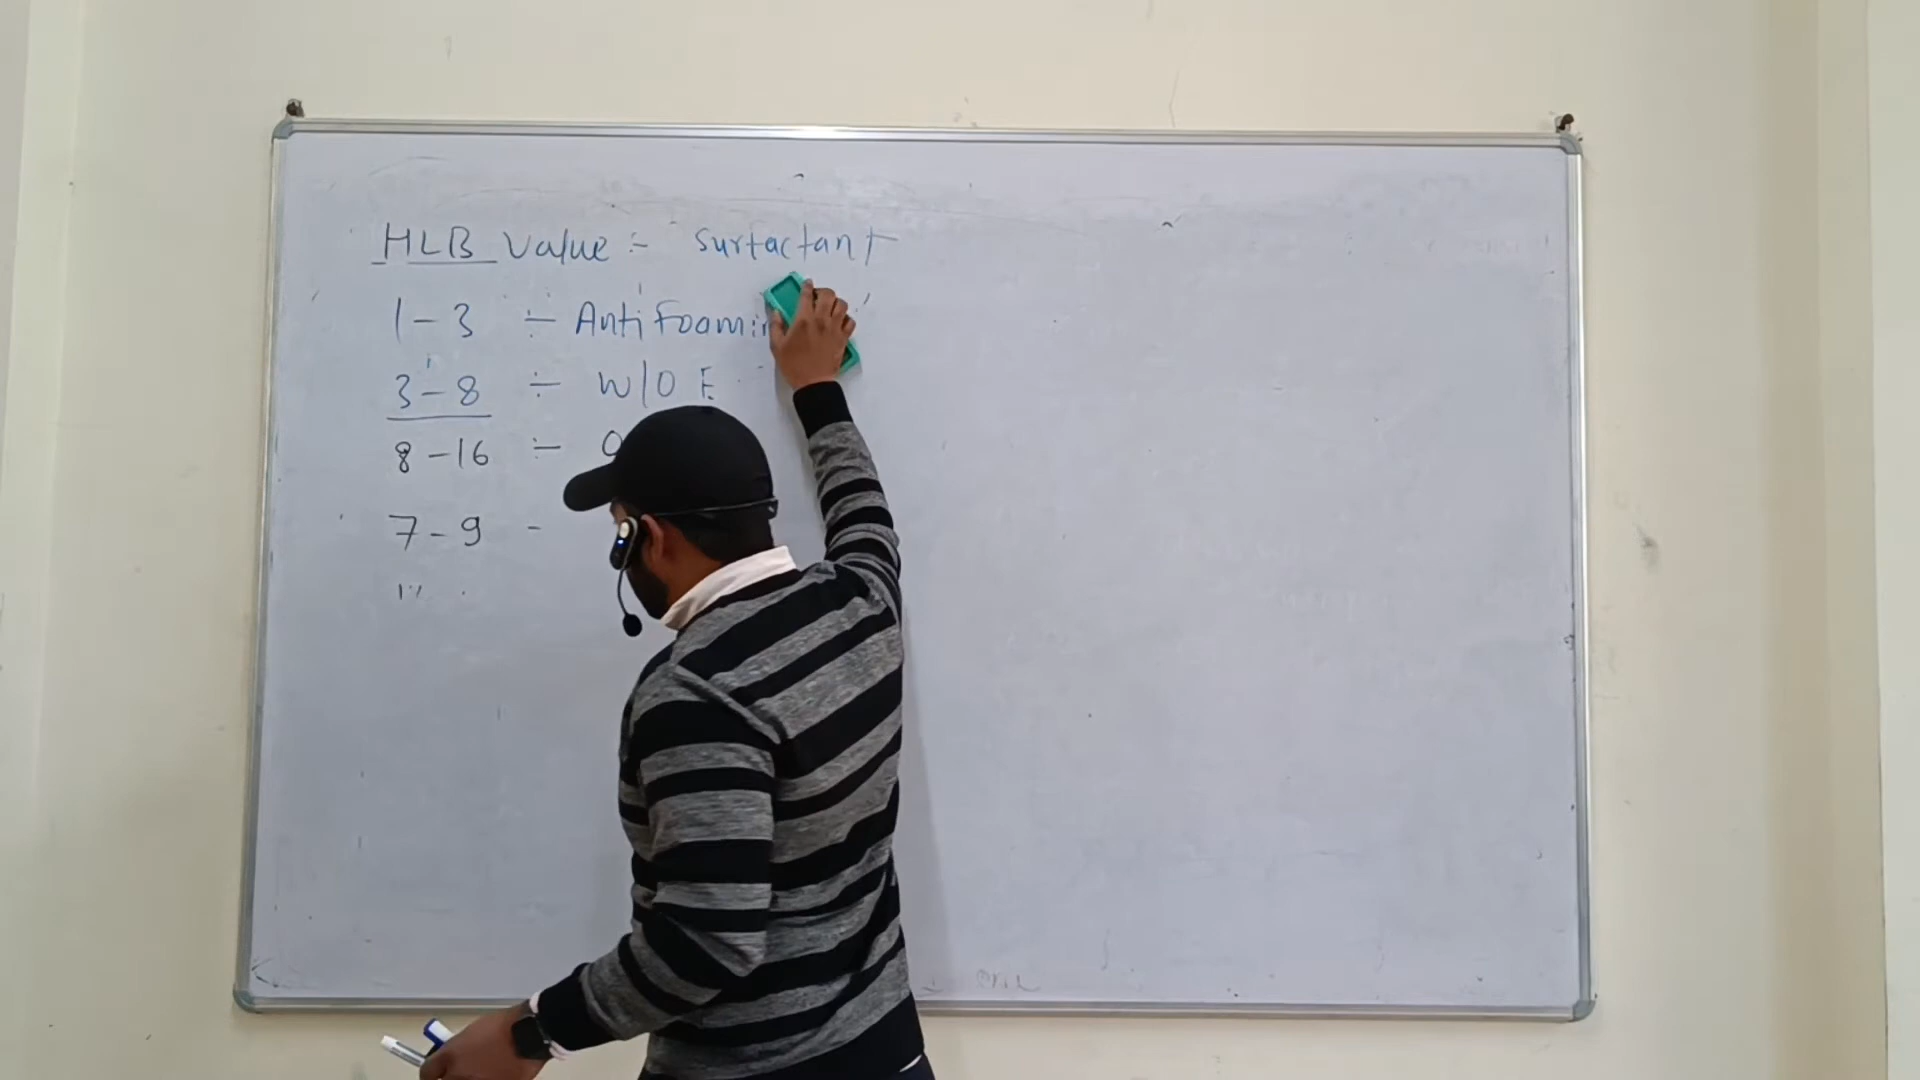 HLB Value :- Surfactant
1-3 ÷ Anti Foamin
3-8 ÷ W/O E
8-16 ÷ O
7-9 -